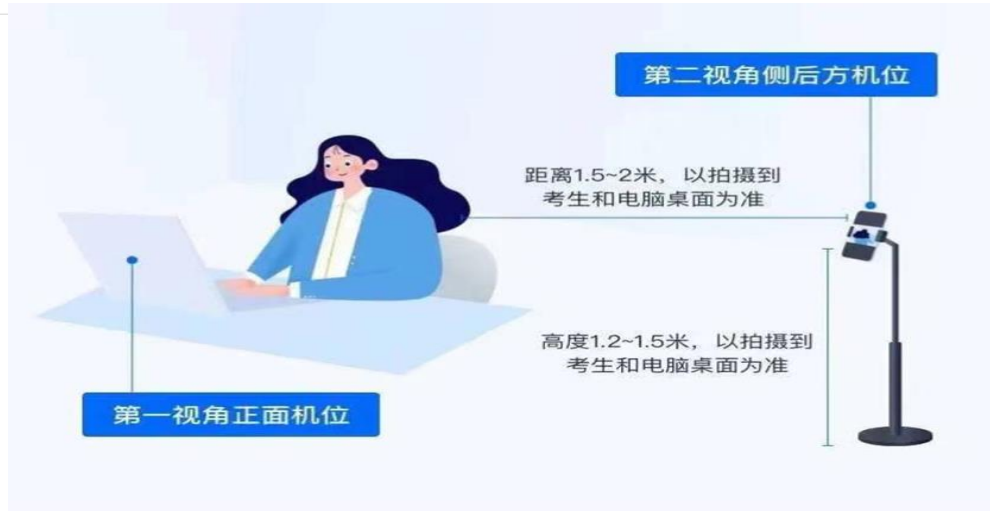 第二视角侧后方机位
距离1.5~2米，以拍摄到
考生和电脑桌面为准
高度1.2~1.5米，以拍摄到
考生和电脑桌面为准
第一视角正面机位